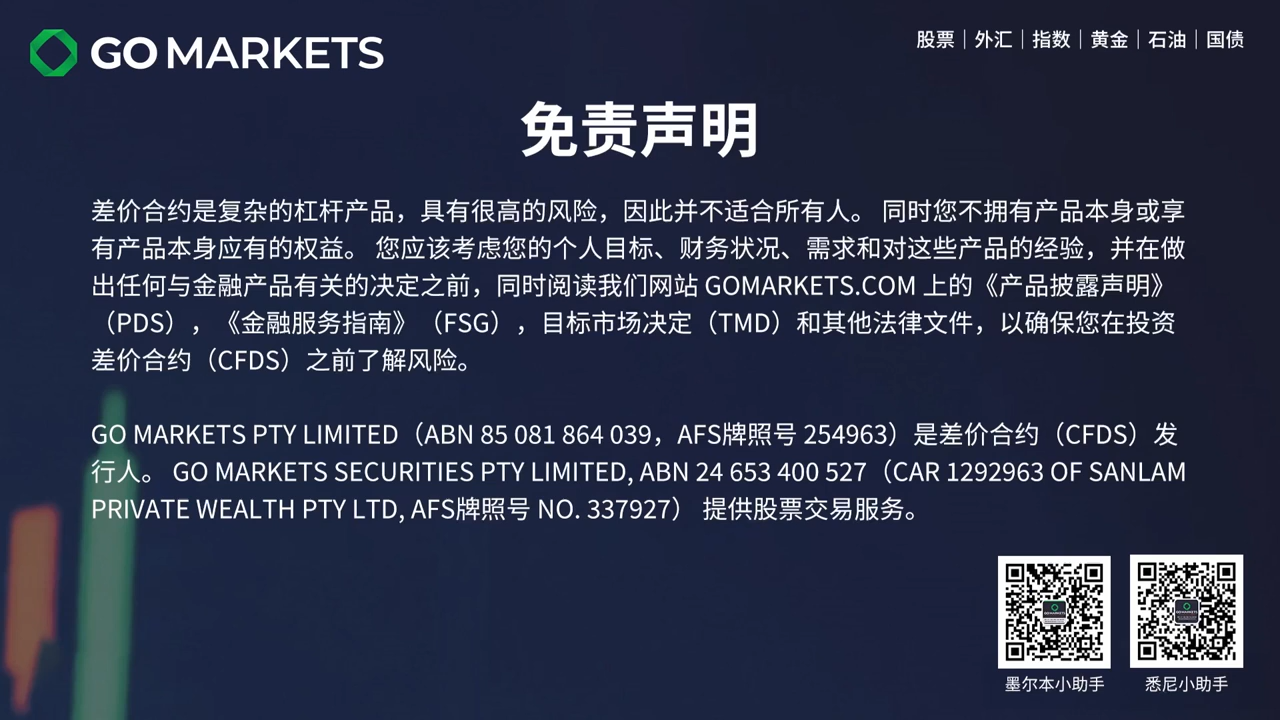 GO MARKETS
股票｜外汇｜指数｜黄金｜石油｜国债
免责声明
差价合约是复杂的杠杆产品，具有很高的风险，因此并不适合所有人。 同时您不拥有产品本身或享
有产品本身应有的权益。 您应该考虑您的个人目标、财务状况、需求和对这些产品的经验，并在做
出任何与金融产品有关的决定之前，同时阅读我们网站 GOMARKETS.COM 上的《产品披露声明》
（PDS），《金融服务指南》（FSG），目标市场决定（TMD）和其他法律文件，以确保您在投资
差价合约（CFDS）之前了解风险。
GO MARKETS PTY LIMITED（ABN 85 081 864 039，AFS牌照号 254963）是差价合约（CFDS）发
行人。 GO MARKETS SECURITIES PTY LIMITED, ABN 24 653 400 527（CAR 1292963 OF SANLAM
PRIVATE WEALTH PTY LTD, AFS牌照号 NO. 337927） 提供股票交易服务。
墨尔本小助手
悉尼小助手